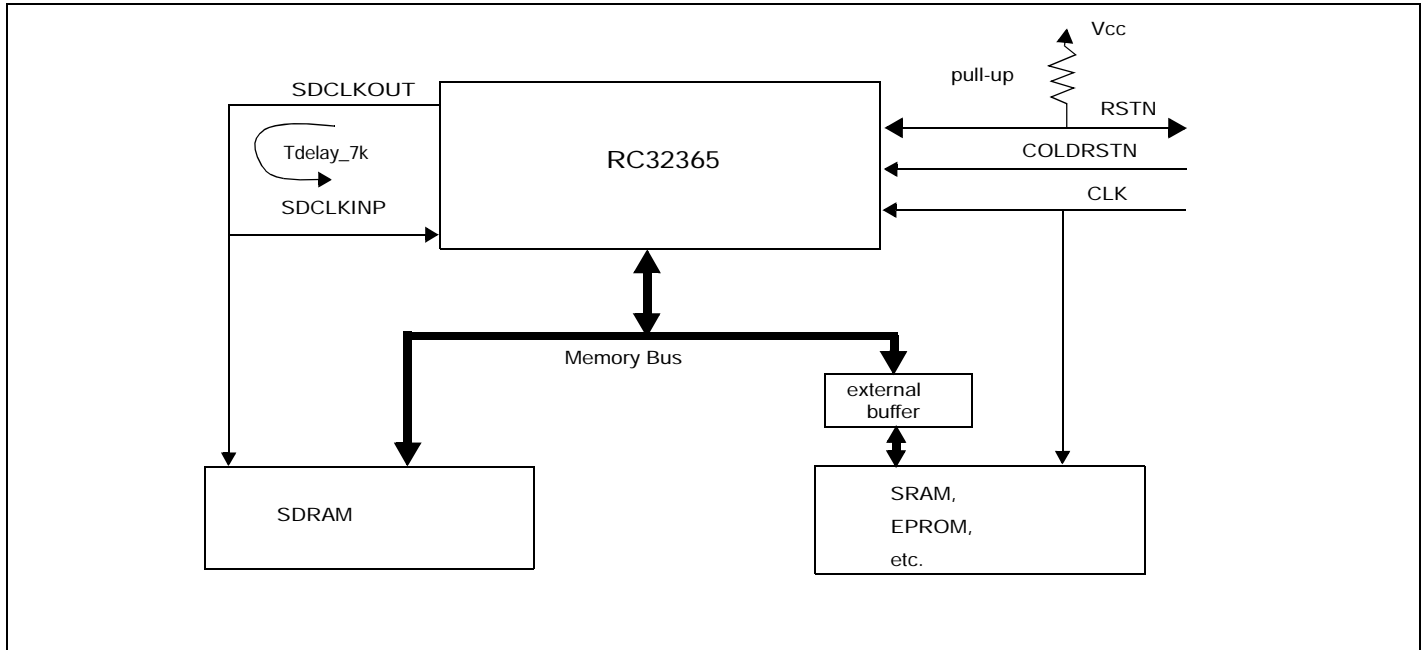 Vcc
pull-up
SDCLKOUT
RSTN
Tdelay_7k
RC32365
COLDRSTN
CLK
SDCLKINP
Memory Bus
external
buffer
SDRAM
SRAM,
EPROM,
etc.